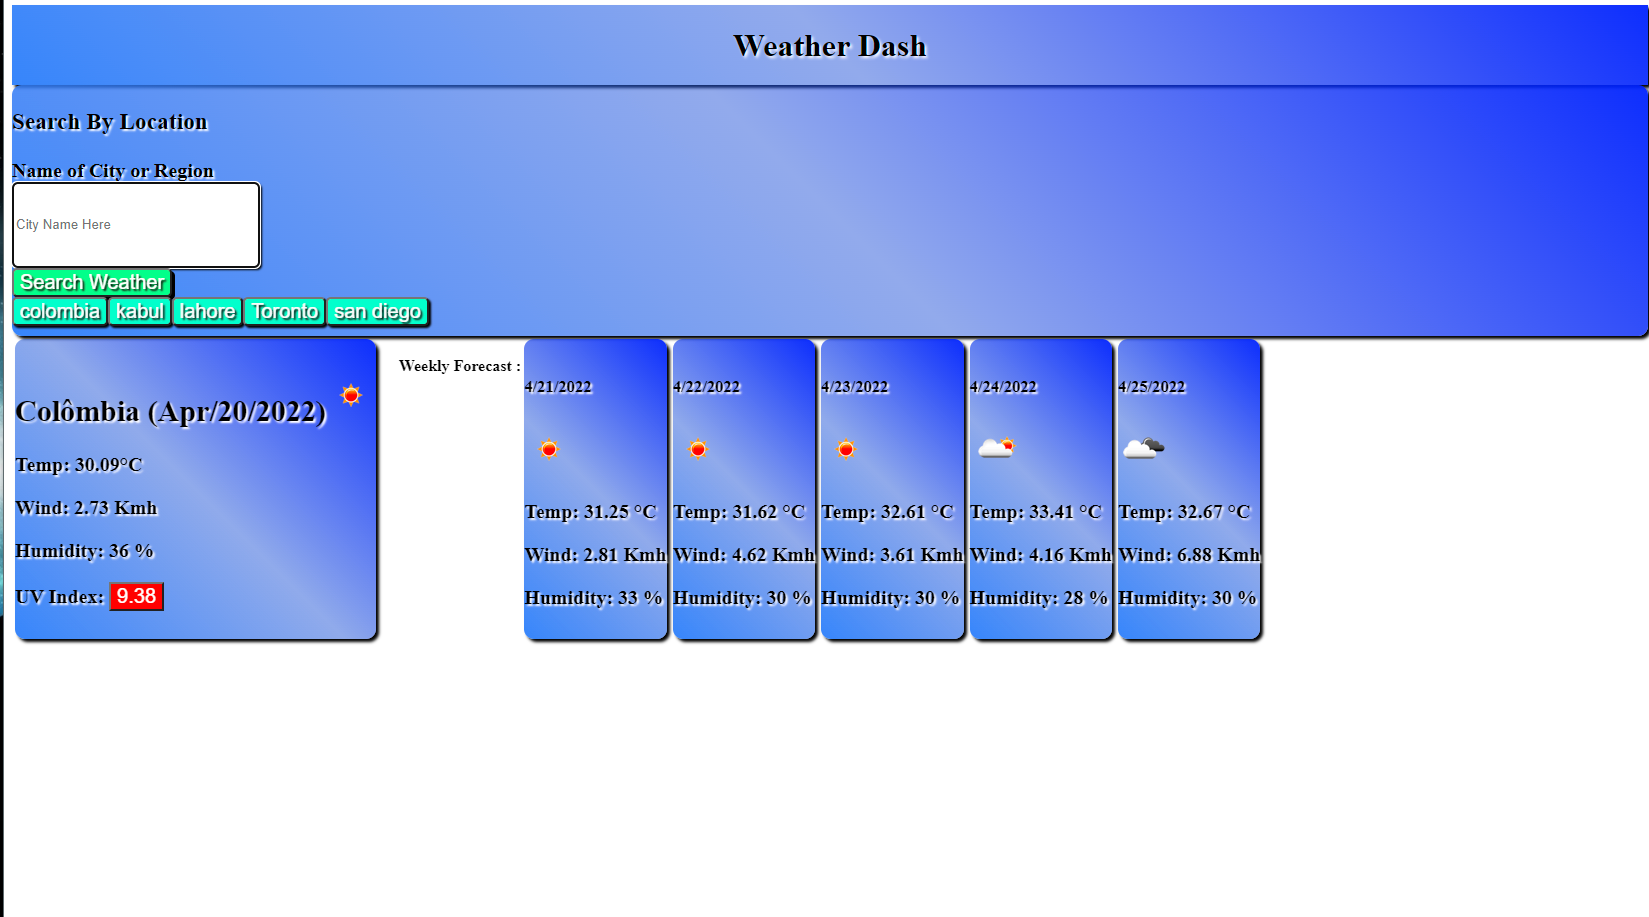 Weather Dash
Search By Location
Name of City or Region
City Name Here
Search Weather
colombia kabul lahore Toronto san diego
Colômbia (Apr/20/2022)
Temp: 30.09°C
Wind: 2.73 Kmh
Humidity: 36 %
UV Index: 9.38
Weekly Forecast :
4/21/2022
Temp: 31.25 °C
Wind: 2.81 Kmh
Humidity: 33 %
4/22/2022
Temp: 31.62 °C
Wind: 4.62 Kmh
Humidity: 30 %
4/23/2022
Temp: 32.61 °C
Wind: 3.61 Kmh
Humidity: 30 %
4/24/2022
Temp: 33.41 °C
Wind: 4.16 Kmh
Humidity: 28 %
4/25/2022
Temp: 32.67 °C
Wind: 6.88 Kmh
Humidity: 30 %